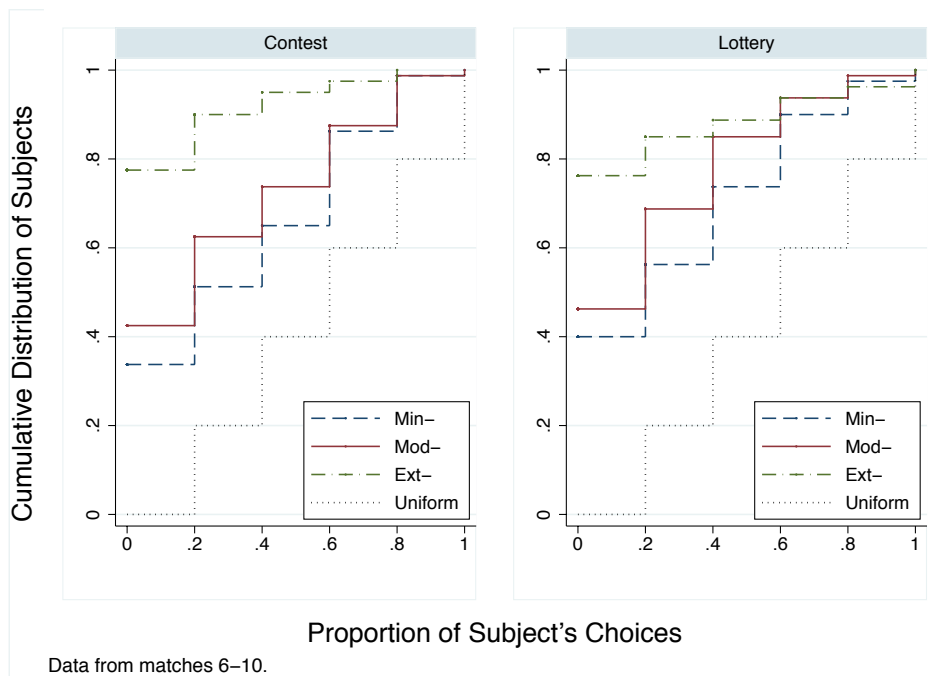 Contest
Lottery
Cumulative Distribution of Subjects
1
.8
.6
.4
.2
0
Min–
Mod–
Ext–
Uniform
0 .2 .4 .6 .8 1
1
.8
.6
.4
.2
0
Min–
Mod–
Ext–
Uniform
0 .2 .4 .6 .8 1
Proportion of Subject's Choices
Data from matches 6–10.